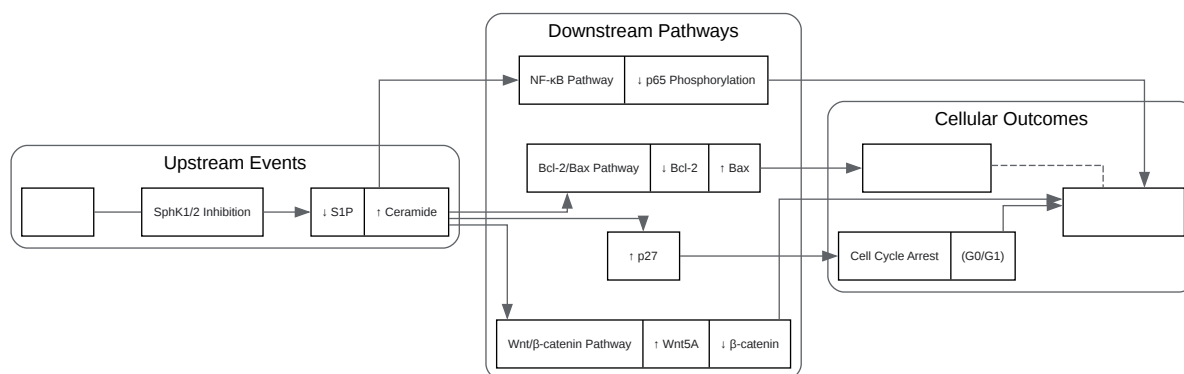 Downstream Pathways
NF-κB Pathway
↓ p65 Phosphorylation
Cellular Outcomes
Upstream Events
Bcl-2/Bax Pathway
↓ Bcl-2
↑ Bax
SphK1/2 Inhibition
↓ S1P
↑ Ceramide
↑ p27
Cell Cycle Arrest
(G0/G1)
Wnt/β-catenin Pathway
↑ Wnt5A
↓ β-catenin